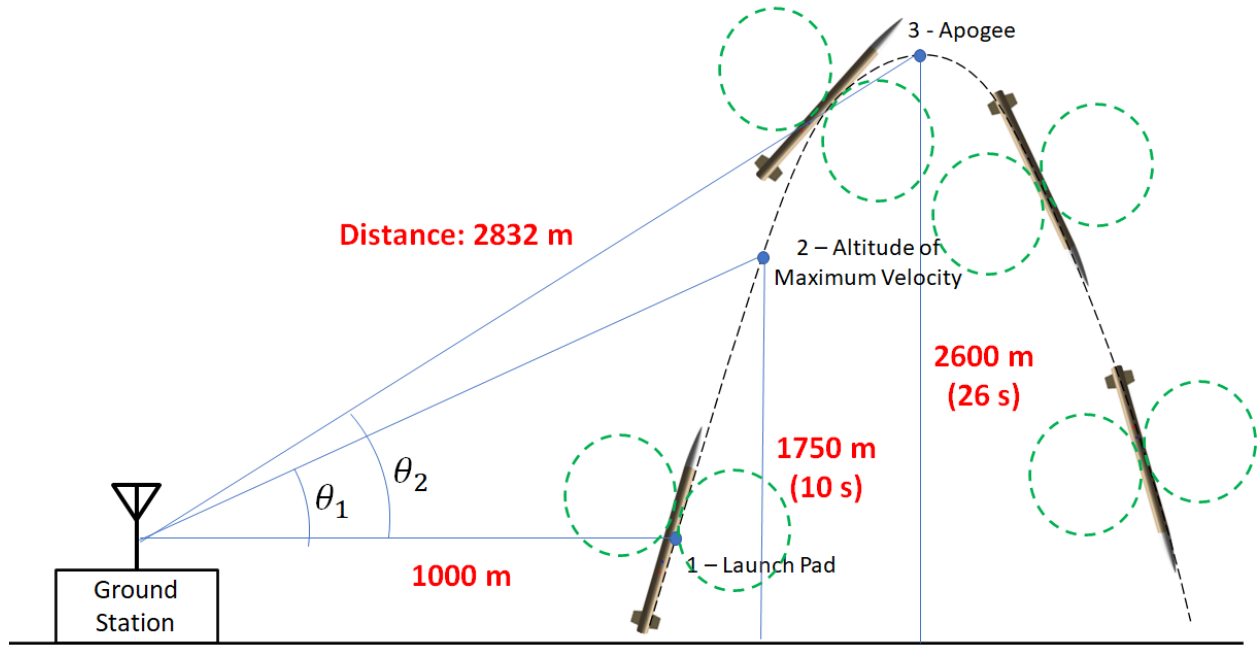 3 - Apogee
Distance: 2832 m
2 – Altitude of
Maximum Velocity
2600 m
(26 s)
1750 m
(10 s)
θ₂
θ₁
1 – Launch Pad
1000 m
Ground
Station